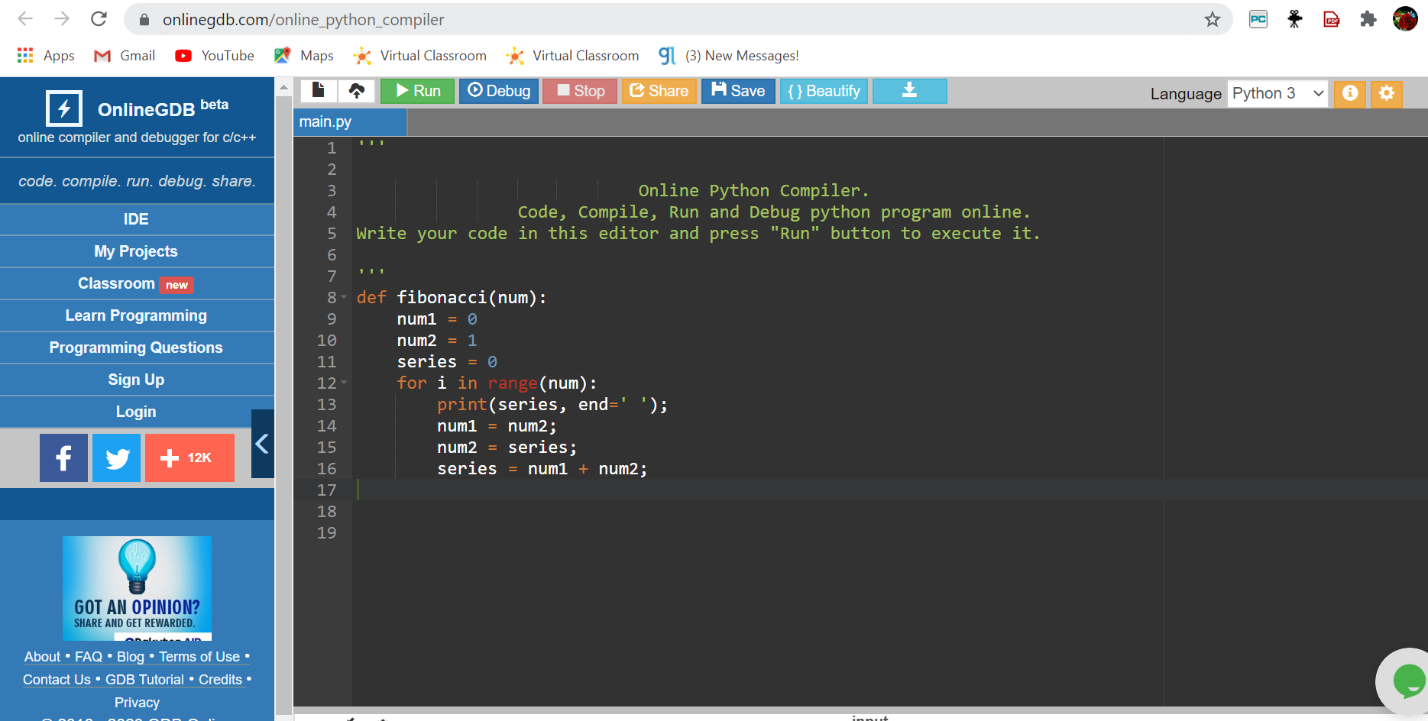 onlinegdb.com/online_python_compiler
PC
PDF
Apps Gmail YouTube Maps Virtual Classroom Virtual Classroom gl (3) New Messages!
OnlineGDB beta
online compiler and debugger for c/c++
code. compile. run. debug. share.
IDE
My Projects
Classroom new
Learn Programming
Programming Questions
Sign Up
Login
f + 12K
GOT AN OPINION?
SHARE AND GET REWARDED.
About • FAQ • Blog • Terms of Use •
Contact Us • GDB Tutorial • Credits •
Privacy
Run Debug Stop Share Save { } Beautify
Language Python 3
main.py
1 '''
2
3 Online Python Compiler.
4 Code, Compile, Run and Debug python program online.
5 Write your code in this editor and press "Run" button to execute it.
6
7 '''
8 def fibonacci(num):
9 num1 = 0
10 num2 = 1
11 series = 0
12 for i in range(num):
13 print(series, end=' ');
14 num1 = num2;
15 num2 = series;
16 series = num1 + num2;
17
18
19
input